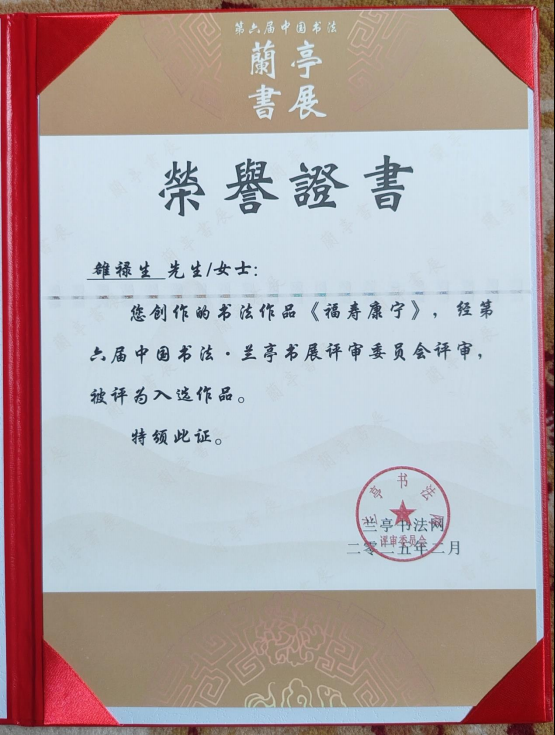 第六届中国书法
蘭亭
書展
榮譽證書
雒禄生 先生/女士：
您创作的书法作品《福寿康宁》，经第
六届中国书法·兰亭书展评审委员会评审，
被评为入选作品。
特颁此证。
兰亭书法网
二零二五年二月
评审委员会